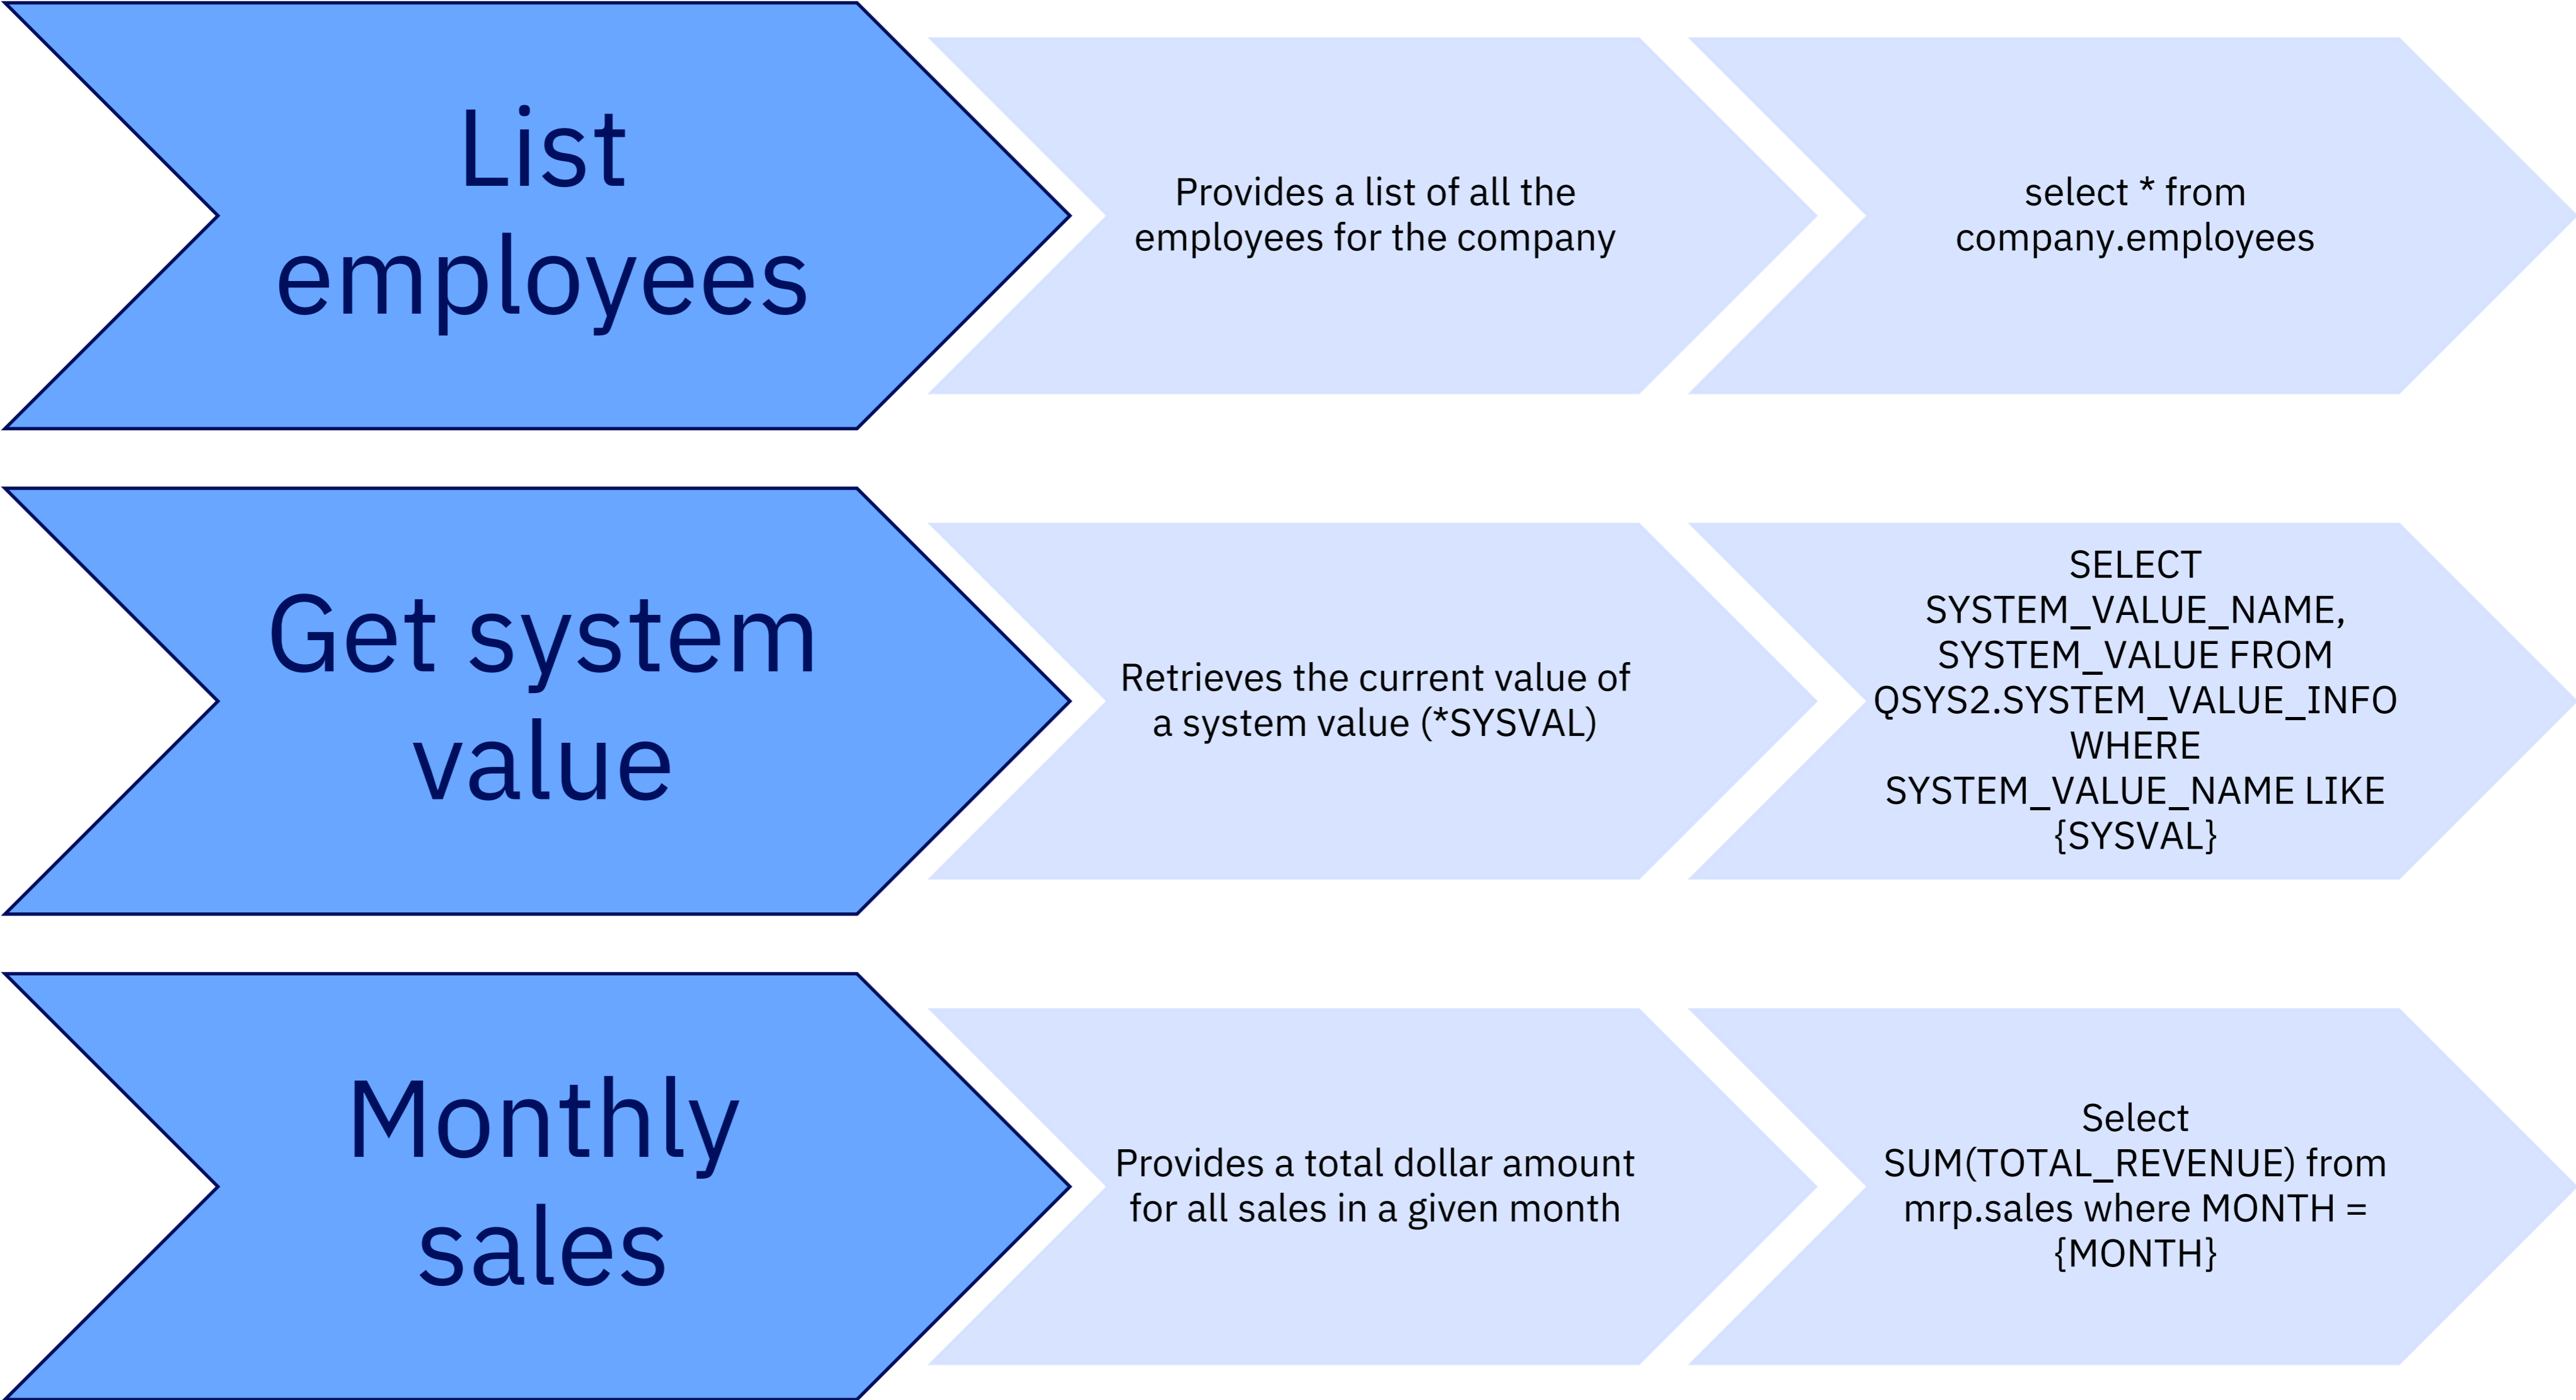 List
employees
Provides a list of all the
employees for the company
select * from
company.employees
Get system
value
Retrieves the current value of
a system value (*SYSVAL)
SELECT
SYSTEM_VALUE_NAME,
SYSTEM_VALUE FROM
QSYS2.SYSTEM_VALUE_INFO
WHERE
SYSTEM_VALUE_NAME LIKE
{SYSVAL}
Monthly
sales
Provides a total dollar amount
for all sales in a given month
Select
SUM(TOTAL_REVENUE) from
mrp.sales where MONTH =
{MONTH}